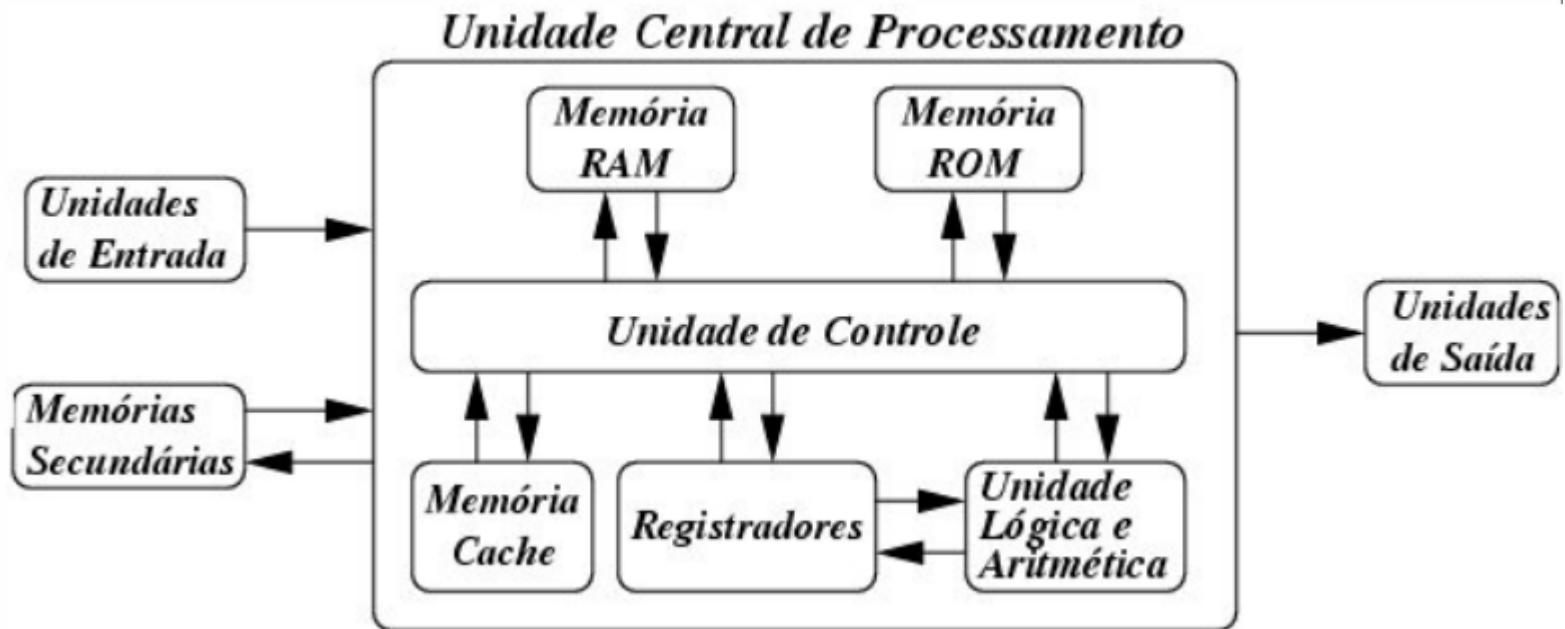 Unidade Central de Processamento
Memória
RAM
Memória
ROM
Unidades
de Entrada
Unidade de Controle
Unidades
de Saída
Memórias
Secundárias
Memória
Cache
Registradores
Unidade
Lógica e
Aritmética